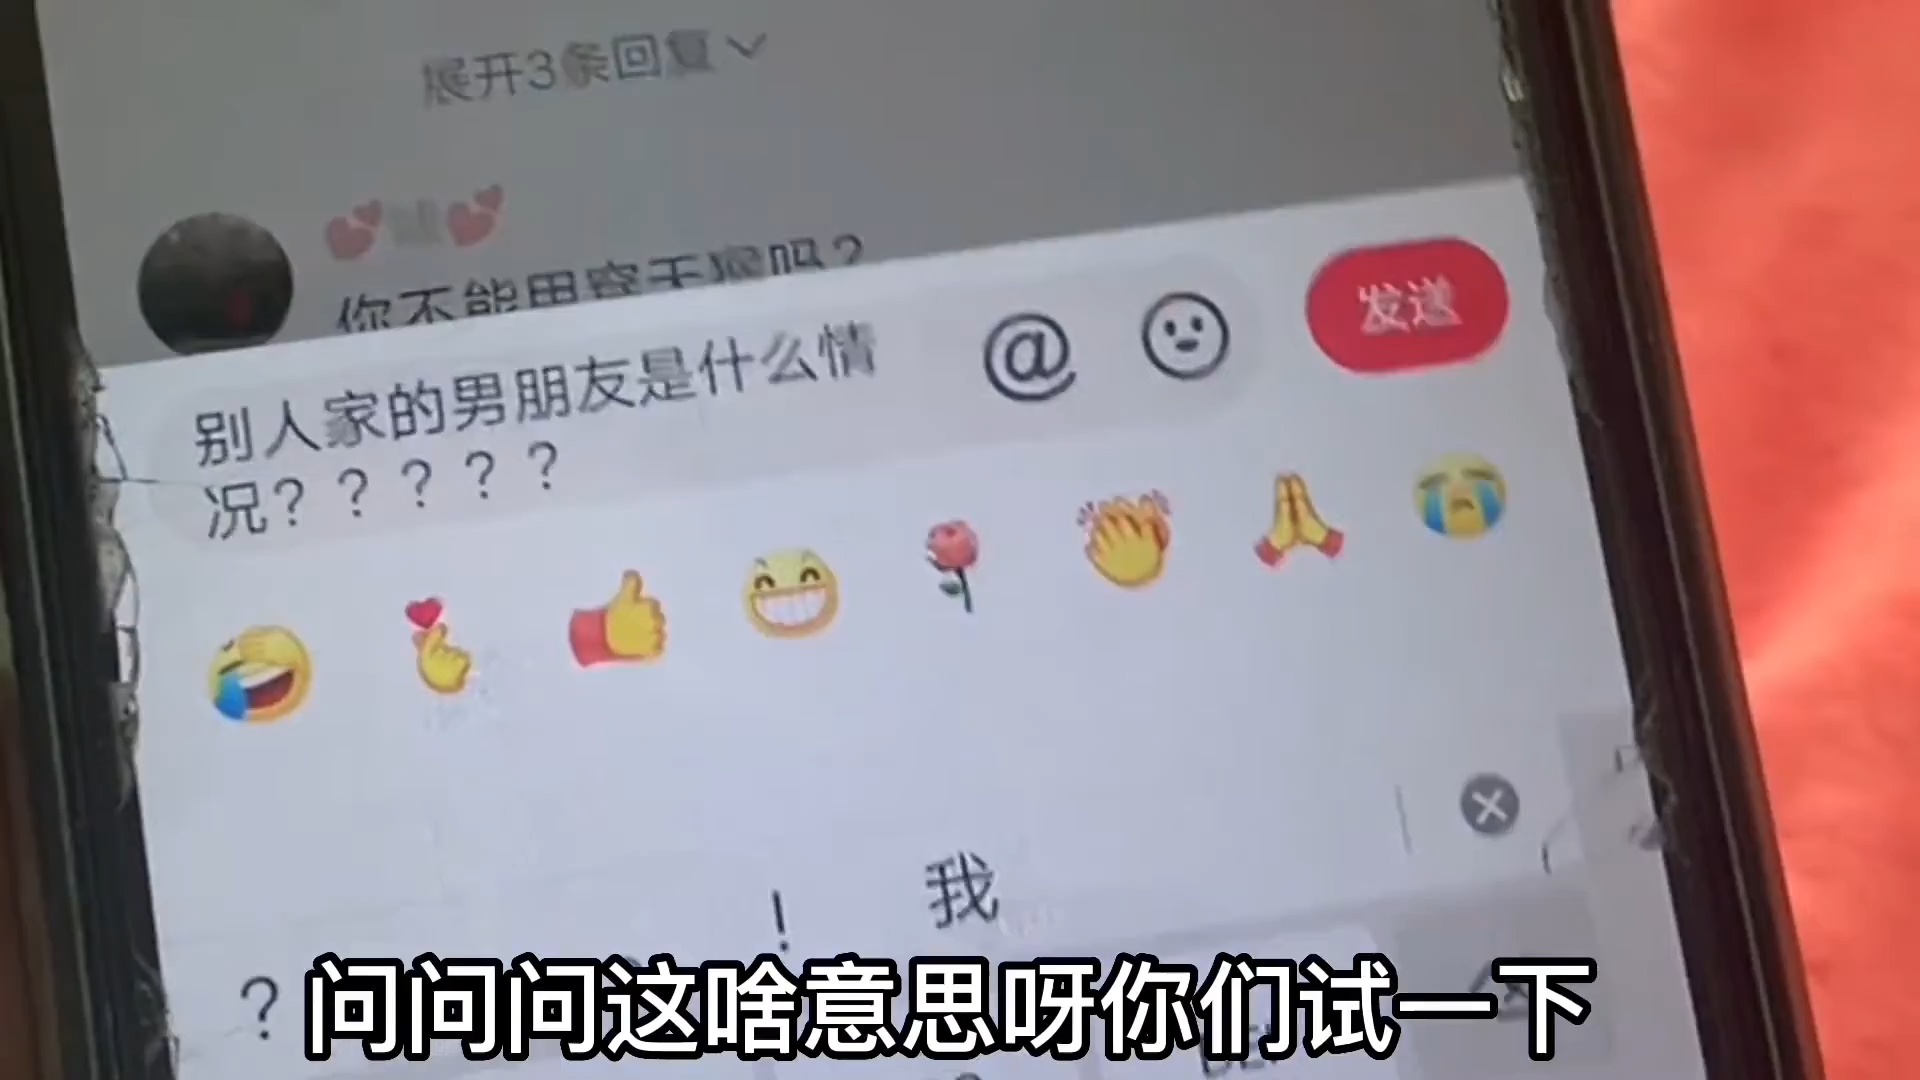 展开3条回复
你不能用穿天猴吗？
别人家的男朋友是什么情
况？？？？？
@
发送
！
我
？
问问问这啥意思呀你们试一下